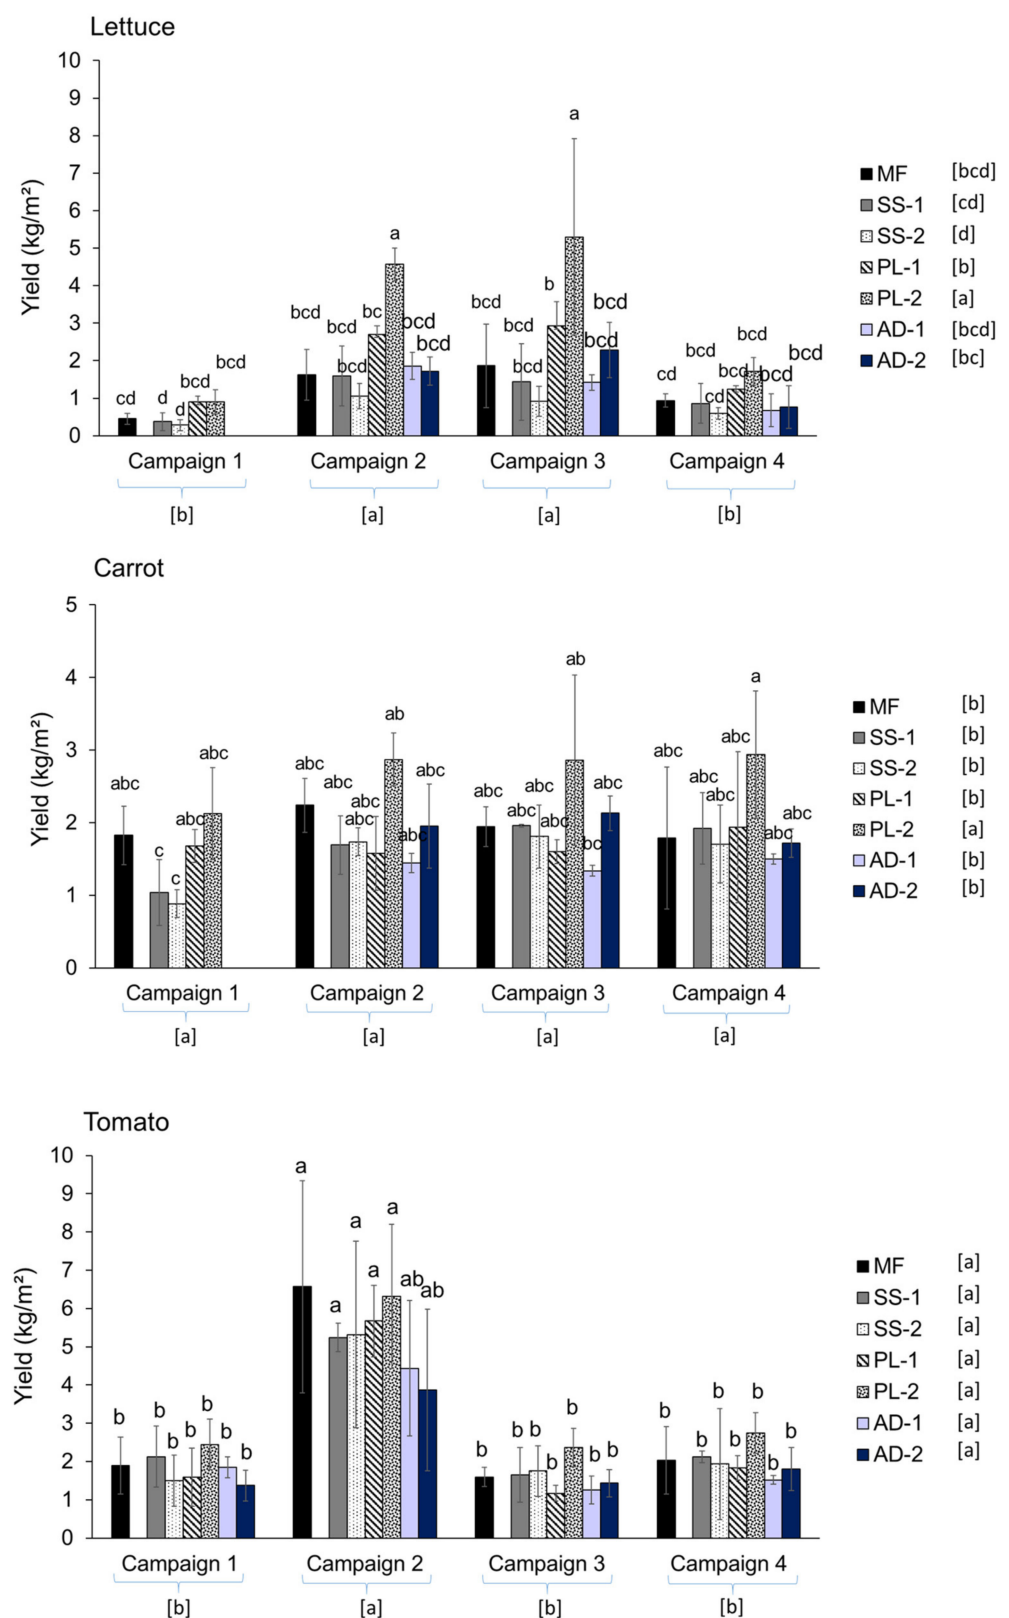 Lettuce
Yield (kg/m²)
10
9
8
7
6
5
4
3
2
1
0
cd d d bcd bcd
bcd bcd bcd bc a bcd bcd
bcd bcd bcd b a bcd bcd
cd bcd cd bcd bcd bcd bcd
Campaign 1 Campaign 2 Campaign 3 Campaign 4
[b] [a] [a] [b]
MF [bcd]
SS-1 [cd]
SS-2 [d]
PL-1 [b]
PL-2 [a]
AD-1 [bcd]
AD-2 [bc]
Carrot
Yield (kg/m²)
5
4
3
2
1
0
abc c c abc abc
abc abc abc abc ab abc abc
abc abc abc abc ab bc abc
abc abc abc abc a abc abc
Campaign 1 Campaign 2 Campaign 3 Campaign 4
[a] [a] [a] [a]
MF [b]
SS-1 [b]
SS-2 [b]
PL-1 [b]
PL-2 [a]
AD-1 [b]
AD-2 [b]
Tomato
Yield (kg/m²)
10
9
8
7
6
5
4
3
2
1
0
b b b b b b b
a a a a a ab ab
b b b b b b b
b b b b b b b
Campaign 1 Campaign 2 Campaign 3 Campaign 4
[b] [a] [b] [b]
MF [a]
SS-1 [a]
SS-2 [a]
PL-1 [a]
PL-2 [a]
AD-1 [a]
AD-2 [a]